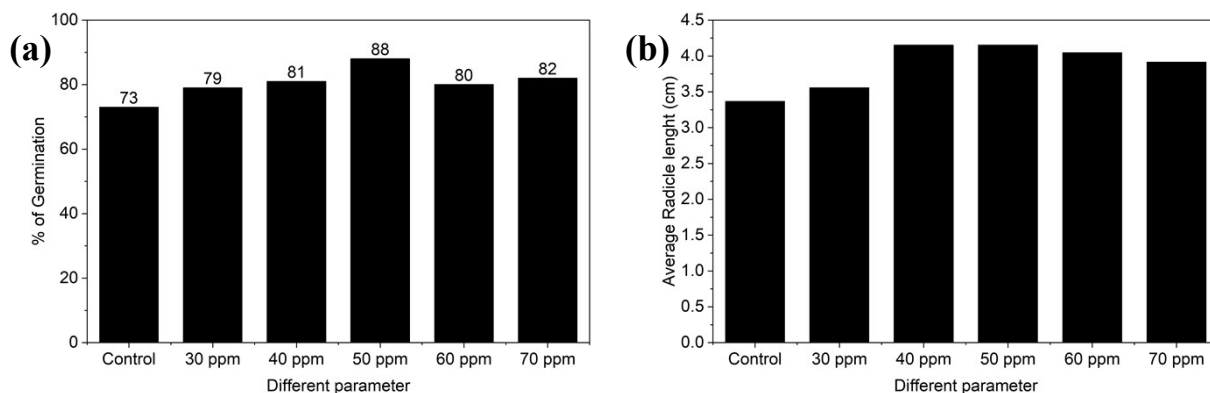 (a)
% of Germination
100
80
60
40
20
0
73
79
81
88
80
82
Control 30 ppm 40 ppm 50 ppm 60 ppm 70 ppm
Different parameter
(b)
Average Radicle lenght (cm)
4.5
4.0
3.5
3.0
2.5
2.0
1.5
1.0
0.5
0.0
Control 30 ppm 40 ppm 50 ppm 60 ppm 70 ppm
Different parameter